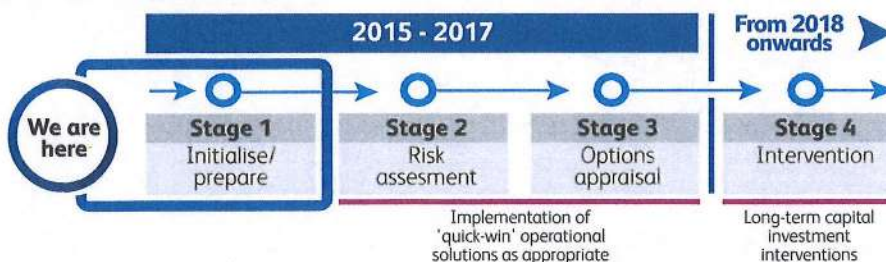 2015 - 2017
From 2018
onwards
We are
here
Stage 1
Initialise/
prepare
Stage 2
Risk
assesment
Stage 3
Options
appraisal
Stage 4
Intervention
Implementation of
'quick-win' operational
solutions as appropriate
Long-term capital
investment
interventions